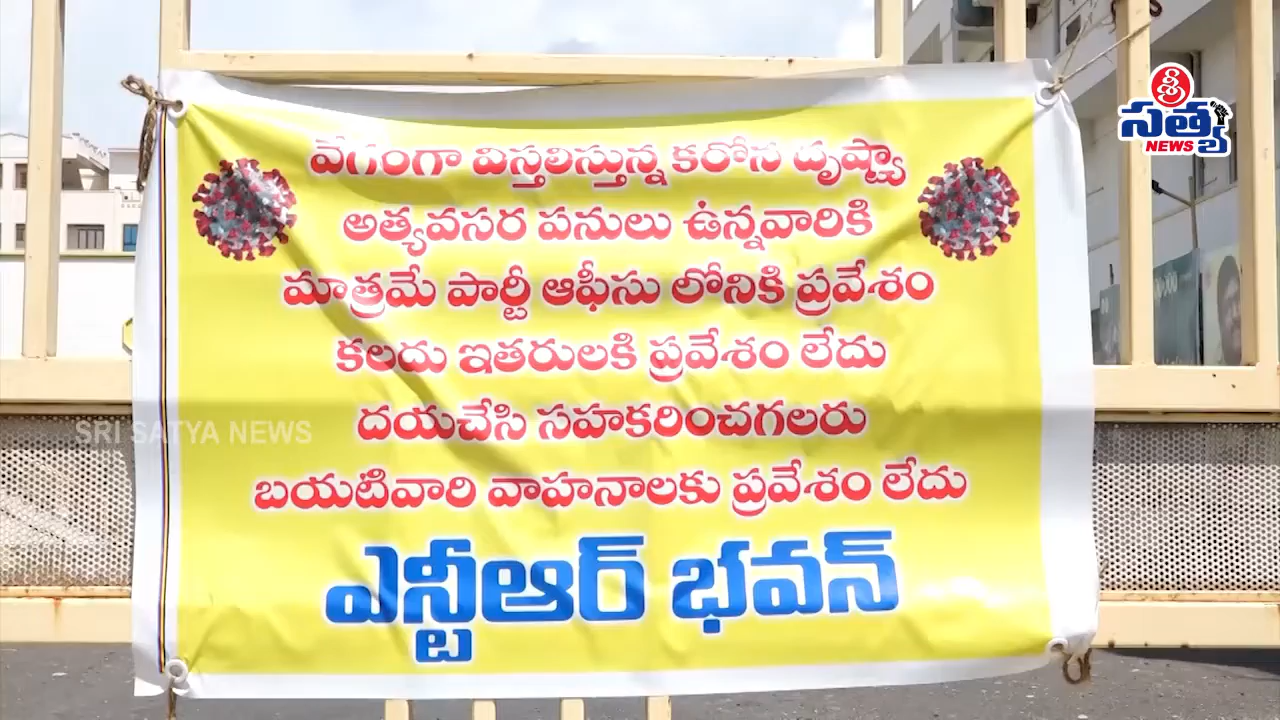 శ్రీ
సత్య
NEWS
వేగంగా విస్తలిస్తున్న కరోన దృష్ట్యా
అత్యవసర పనులు ఉన్నవారికి
మాత్రమే పార్టీ ఆఫీసు లోనికి ప్రవేశం
కలదు ఇతరులకి ప్రవేశం లేదు
దయచేసి సహకరించగలరు
బయటివారి వాహనాలకు ప్రవేశం లేదు
ఎన్టీఆర్ భవన్
SRI SATYA NEWS